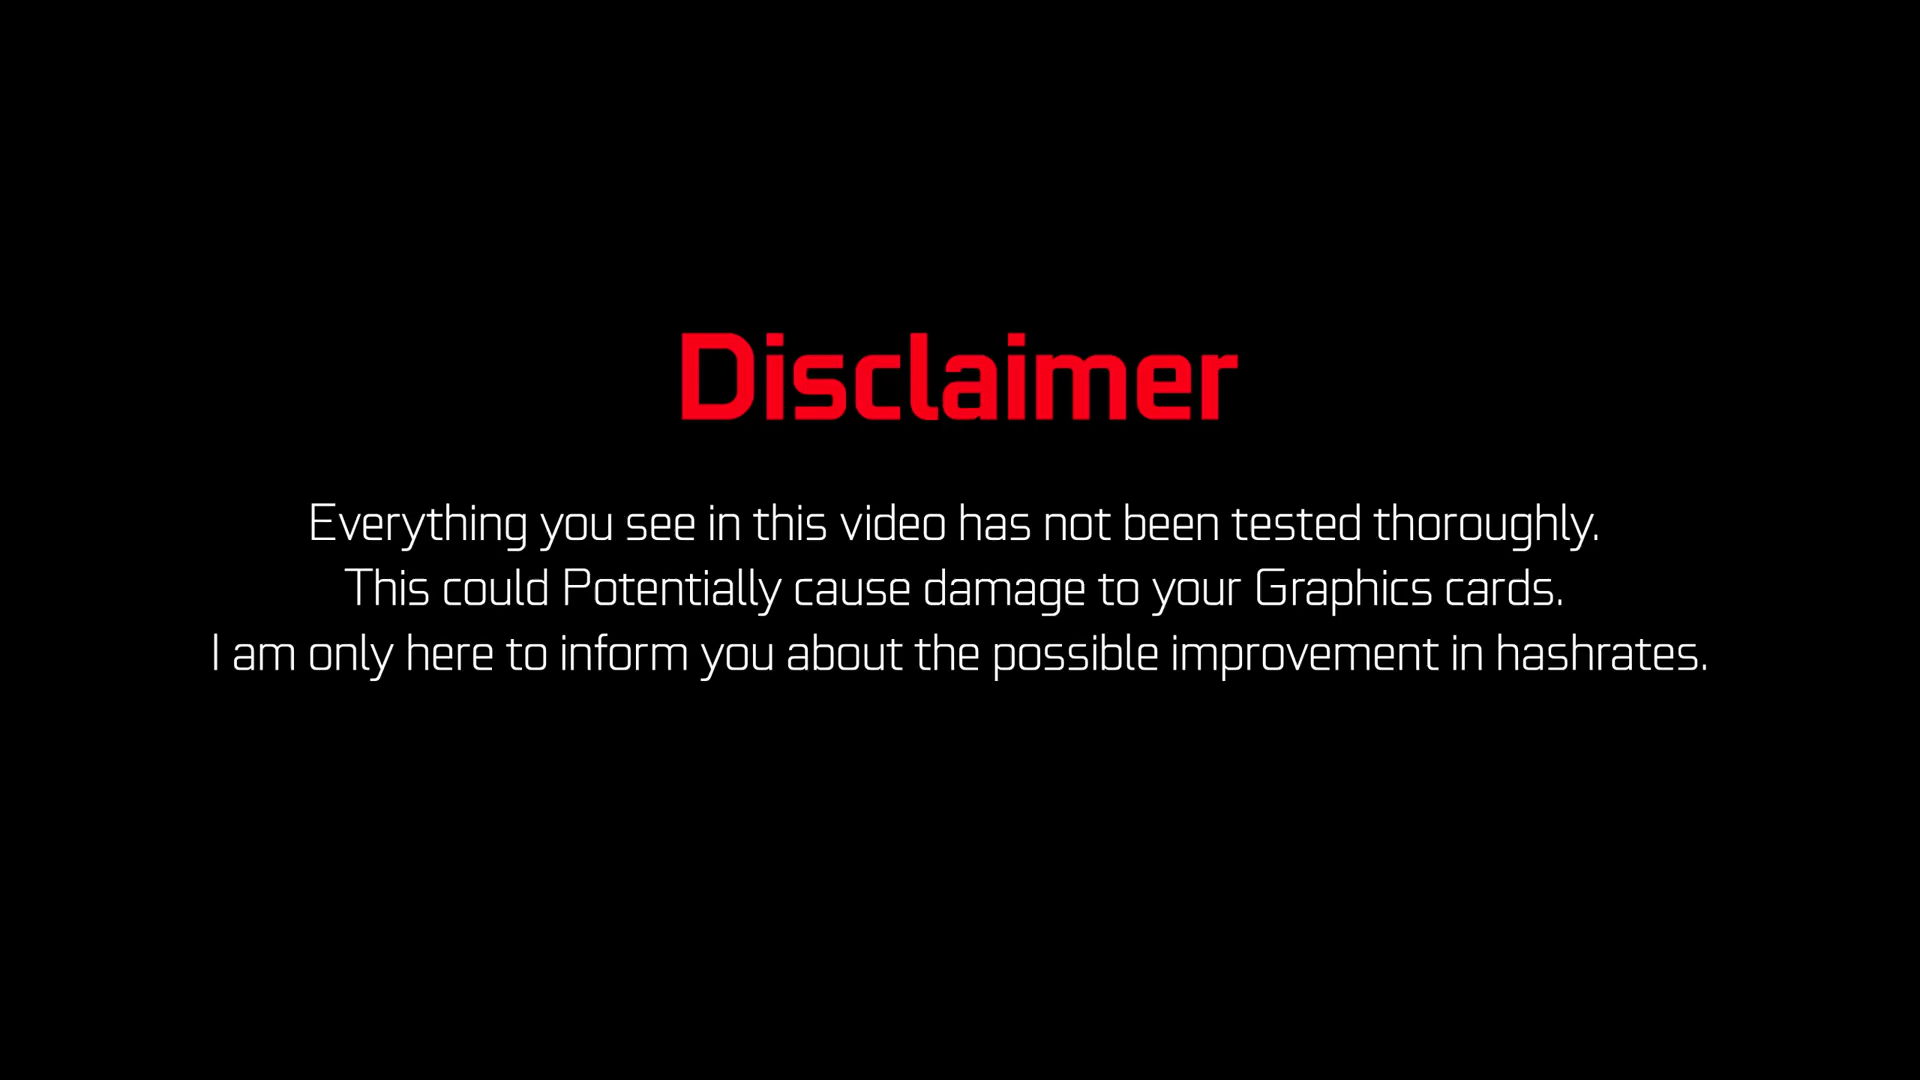 Disclaimer
Everything you see in this video has not been tested thoroughly.
This could Potentially cause damage to your Graphics cards.
I am only here to inform you about the possible improvement in hashrates.